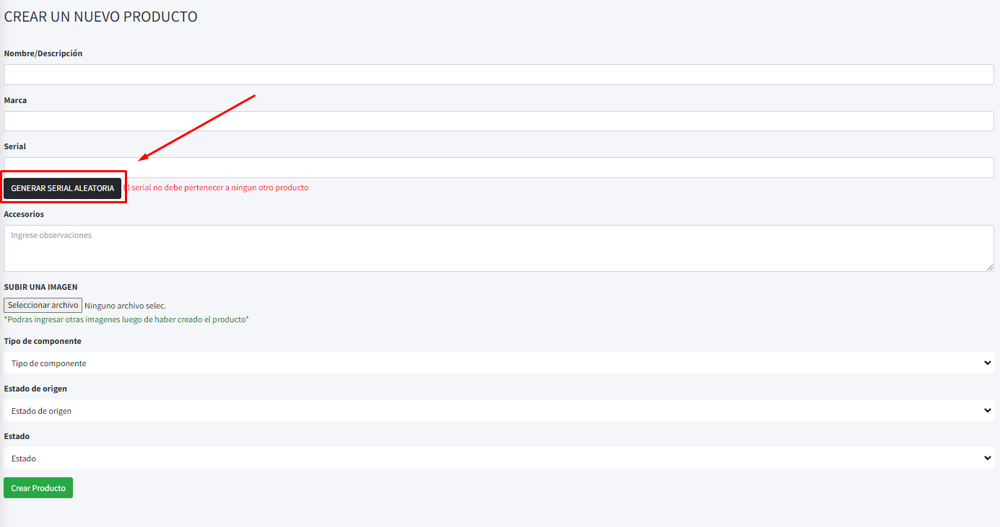 CREAR UN NUEVO PRODUCTO
Nombre/Descripción
Marca
Serial
GENERAR SERIAL ALEATORIA El serial no debe pertenecer a ningun otro producto
Accesorios
Ingrese observaciones
SUBIR UNA IMAGEN
Seleccionar archivo Ninguno archivo selec.
*Podras ingresar otras imagenes luego de haber creado el producto*
Tipo de componente
Tipo de componente
Estado de origen
Estado de origen
Estado
Estado
Crear Producto